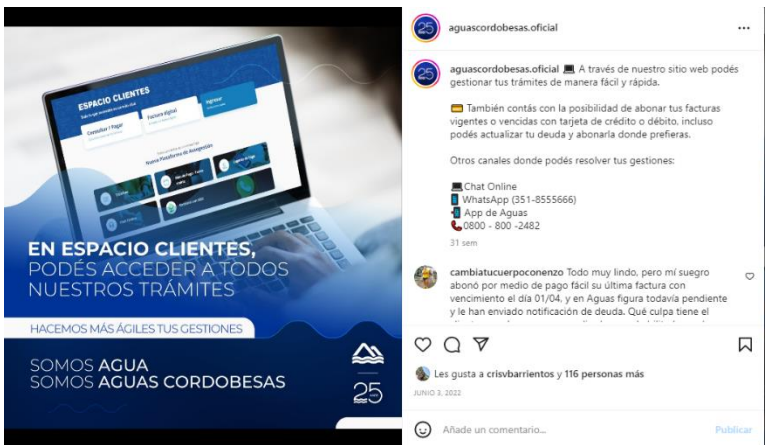 ESPACIO CLIENTES
Consultar / Pagar
Factura digital
Ingresar
Nueva Plataforma de Autogestión
EN ESPACIO CLIENTES,
PODÉS ACCEDER A TODOS
NUESTROS TRÁMITES
HACEMOS MÁS ÁGILES TUS GESTIONES
SOMOS AGUA
SOMOS AGUAS CORDOBESAS
25
25
aguascordobesas.oficial
25
aguascordobesas.oficial A través de nuestro sitio web podés
gestionar tus trámites de manera fácil y rápida.
También contás con la posibilidad de abonar tus facturas
vigentes o vencidas con tarjeta de crédito o débito, incluso
podés actualizar tu deuda y abonarla donde prefieras.
Otros canales donde podés resolver tus gestiones:
Chat Online
WhatsApp (351-8555666)
App de Aguas
0800 - 800 -2482
31 sem
cambiatucuerpoconenzo Todo muy lindo, pero mí suegro
abonó por medio de pago fácil su última factura con
vencimiento el día 01/04, y en Aguas figura todavía pendiente
y le han enviado notificación de deuda. Qué culpa tiene el
Les gusta a crisvbarrientos y 116 personas más
JUNIO 3, 2022
Añade un comentario...
Publicar